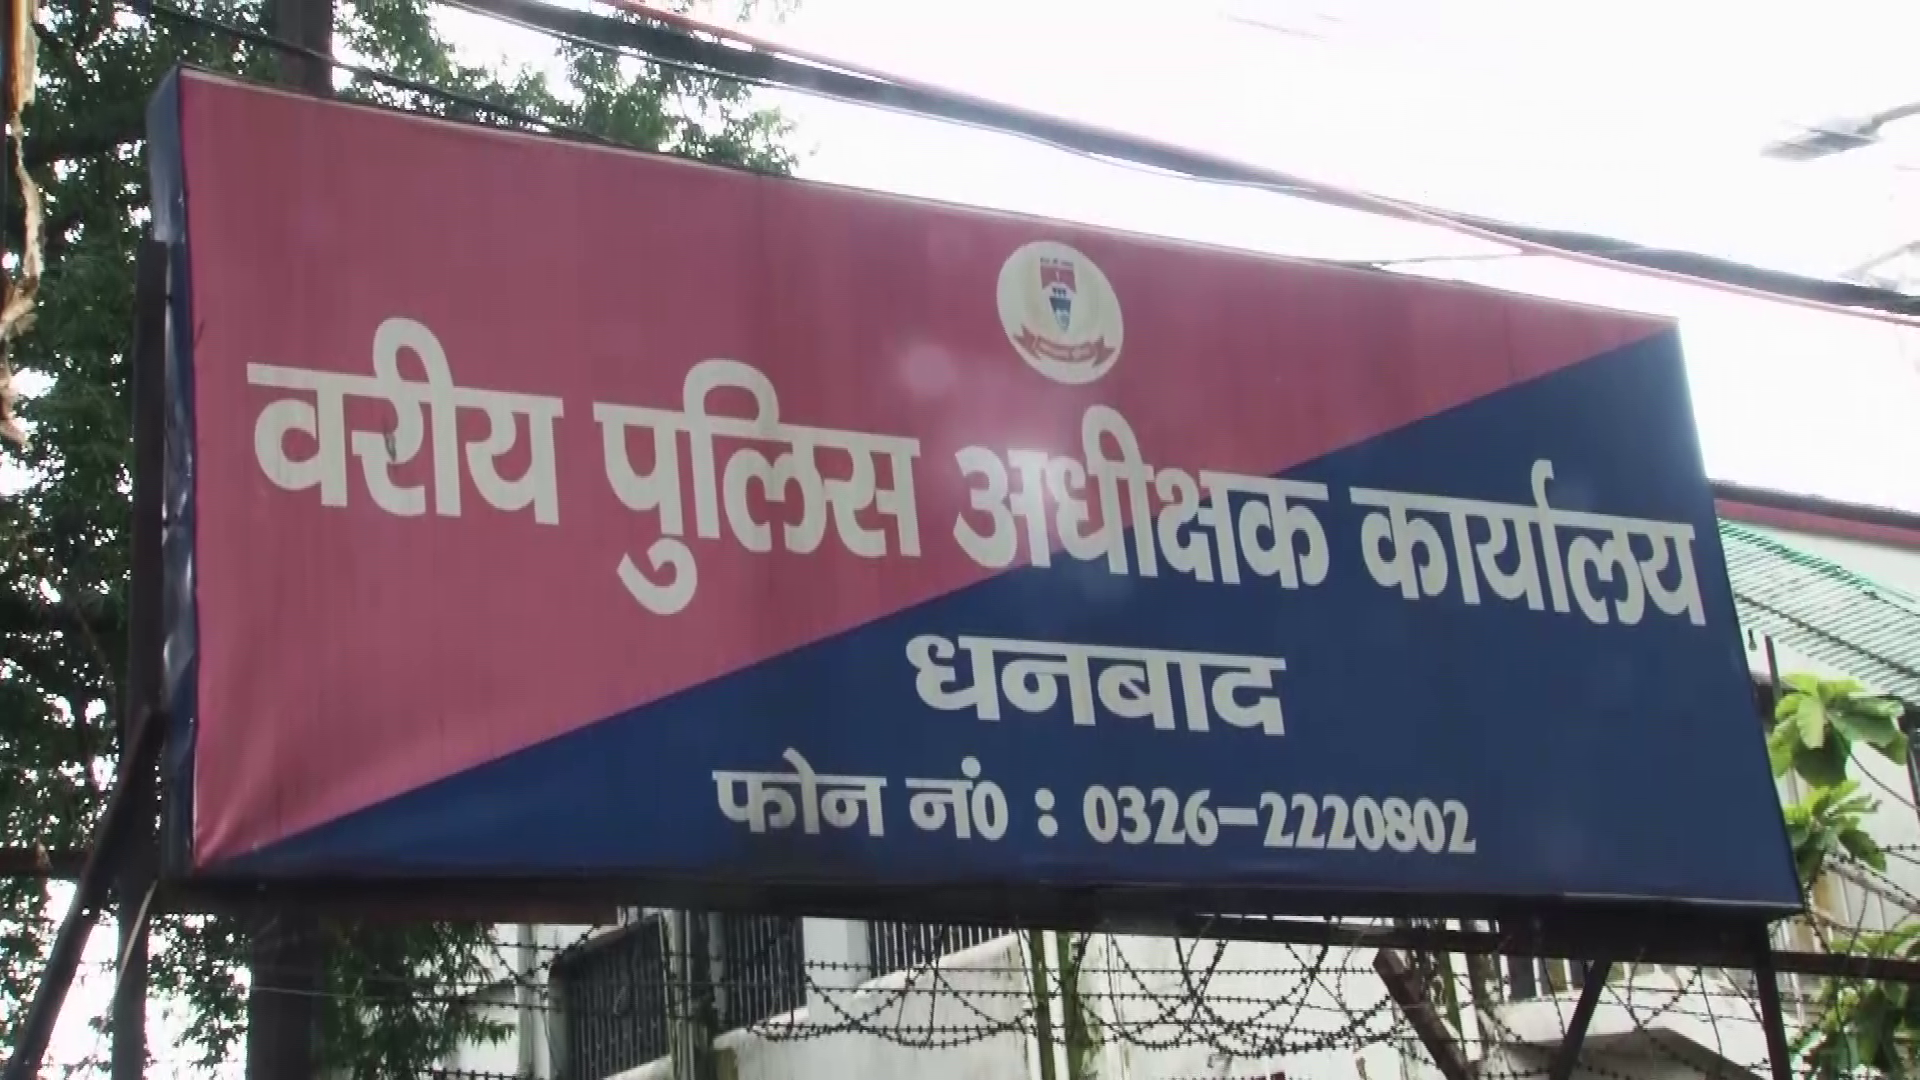 वरीय पुलिस अधीक्षक कार्यालय
धनबाद
फोन नं० : 0326-2220802